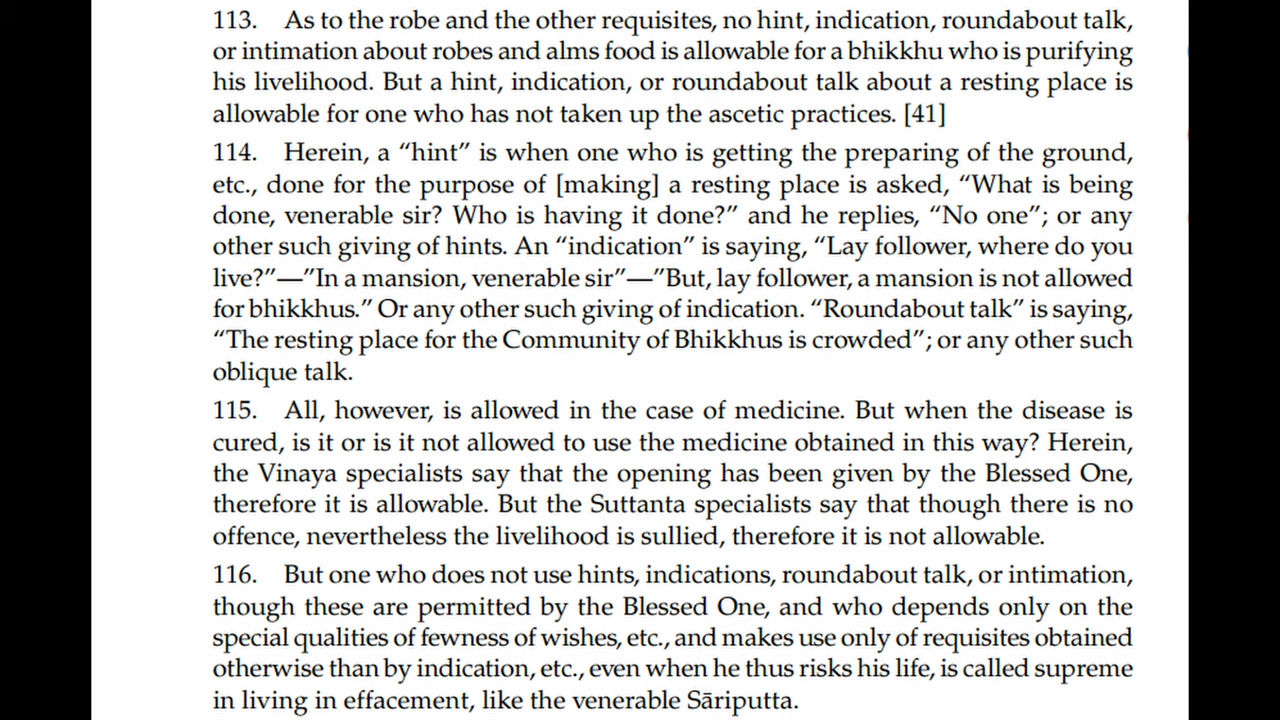 113. As to the robe and the other requisites, no hint, indication, roundabout talk,
or intimation about robes and alms food is allowable for a bhikkhu who is purifying
his livelihood. But a hint, indication, or roundabout talk about a resting place is
allowable for one who has not taken up the ascetic practices. [41]
114. Herein, a “hint” is when one who is getting the preparing of the ground,
etc., done for the purpose of [making] a resting place is asked, “What is being
done, venerable sir? Who is having it done?” and he replies, “No one”; or any
other such giving of hints. An “indication” is saying, “Lay follower, where do you
live?”—”In a mansion, venerable sir”—”But, lay follower, a mansion is not allowed
for bhikkhus.” Or any other such giving of indication. “Roundabout talk” is saying,
“The resting place for the Community of Bhikkhus is crowded”; or any other such
oblique talk.
115. All, however, is allowed in the case of medicine. But when the disease is
cured, is it or is it not allowed to use the medicine obtained in this way? Herein,
the Vinaya specialists say that the opening has been given by the Blessed One,
therefore it is allowable. But the Suttanta specialists say that though there is no
offence, nevertheless the livelihood is sullied, therefore it is not allowable.
116. But one who does not use hints, indications, roundabout talk, or intimation,
though these are permitted by the Blessed One, and who depends only on the
special qualities of fewness of wishes, etc., and makes use only of requisites obtained
otherwise than by indication, etc., even when he thus risks his life, is called supreme
in living in effacement, like the venerable Sāriputta.